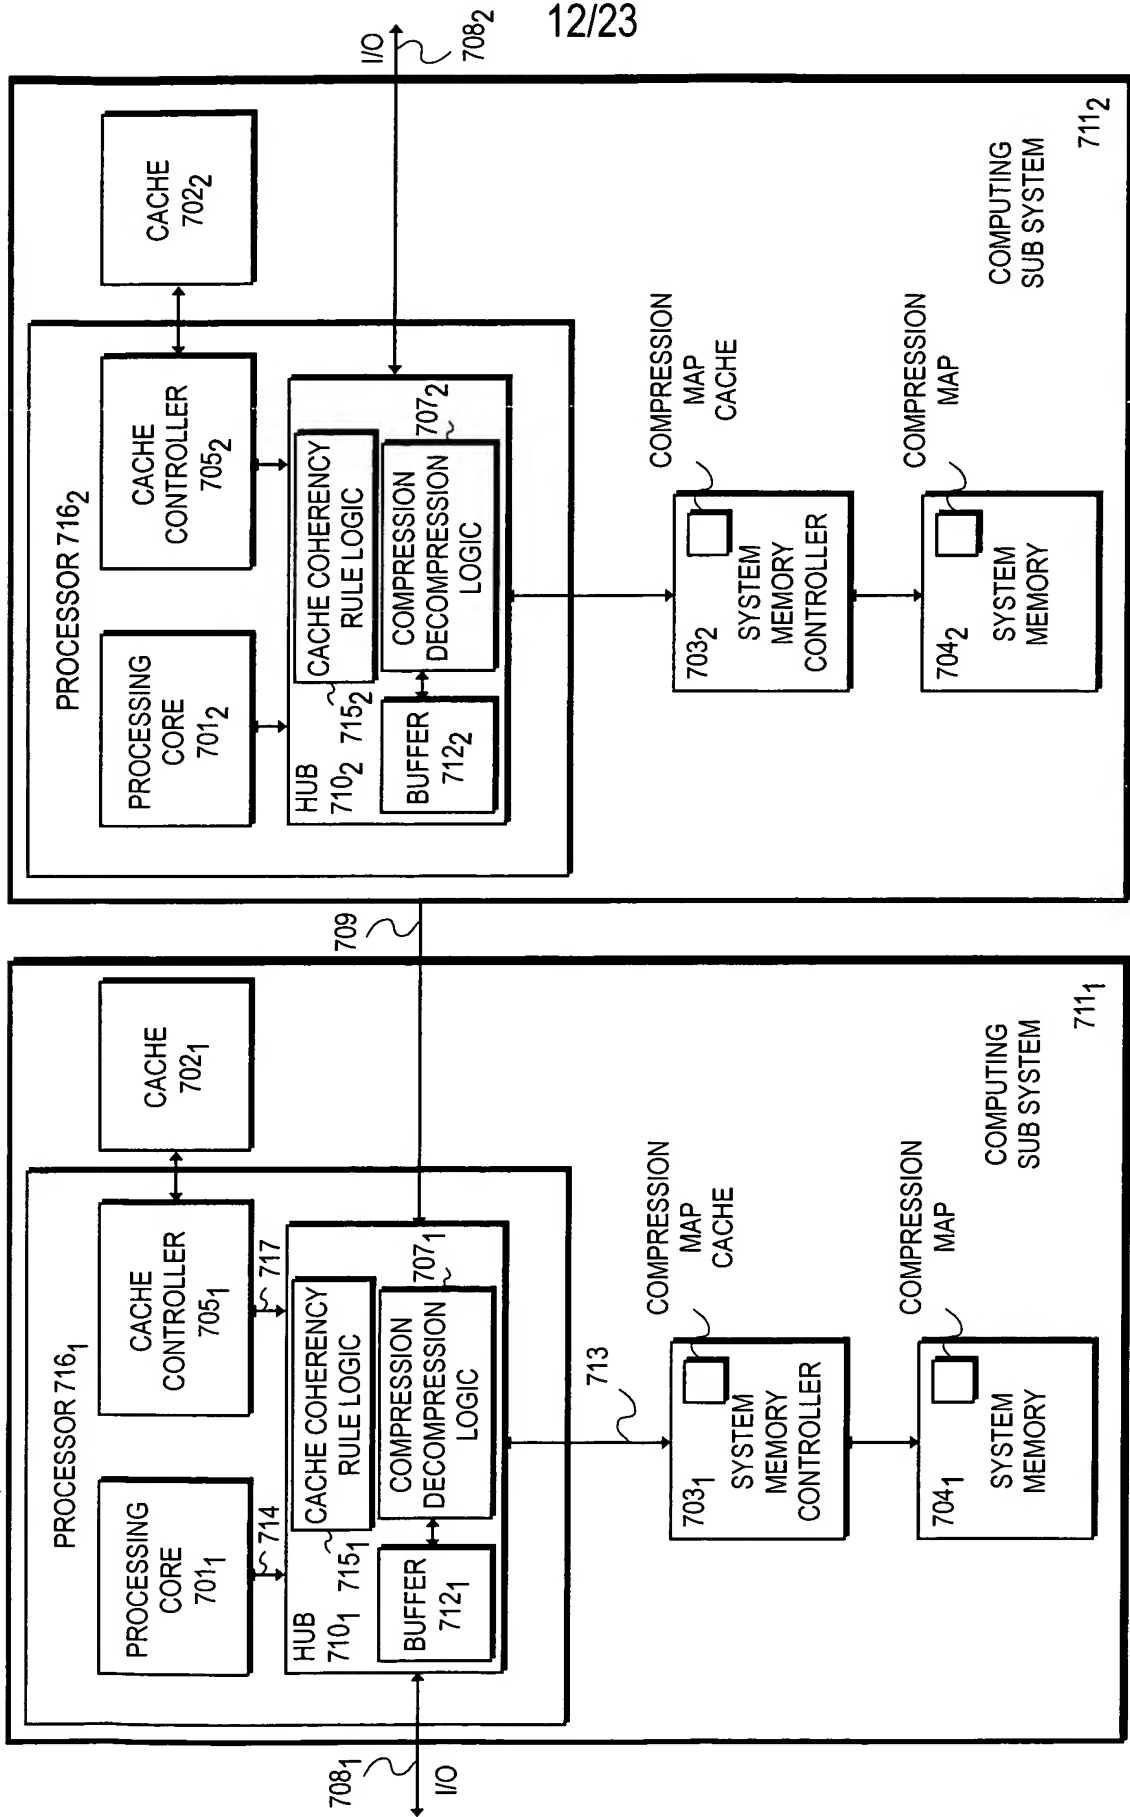 12/23
PROCESSOR 716₁
PROCESSING
CORE
701₁
714
CACHE
CONTROLLER
705₁
717
CACHE
702₁
HUB
710₁
715₁
CACHE COHERENCY
RULE LOGIC
BUFFER
712₁
COMPRESSION
DECOMPRESSION
LOGIC
707₁
708₁
I/O
709
713
703₁
SYSTEM
MEMORY
CONTROLLER
COMPRESSION
MAP
CACHE
704₁
SYSTEM
MEMORY
COMPRESSION
MAP
COMPUTING
SUB SYSTEM
711₁
PROCESSOR 716₂
PROCESSING
CORE
701₂
CACHE
CONTROLLER
705₂
CACHE
702₂
HUB
710₂
715₂
CACHE COHERENCY
RULE LOGIC
BUFFER
712₂
COMPRESSION
DECOMPRESSION
LOGIC
707₂
I/O
708₂
703₂
SYSTEM
MEMORY
CONTROLLER
COMPRESSION
MAP
CACHE
704₂
SYSTEM
MEMORY
COMPRESSION
MAP
COMPUTING
SUB SYSTEM
711₂